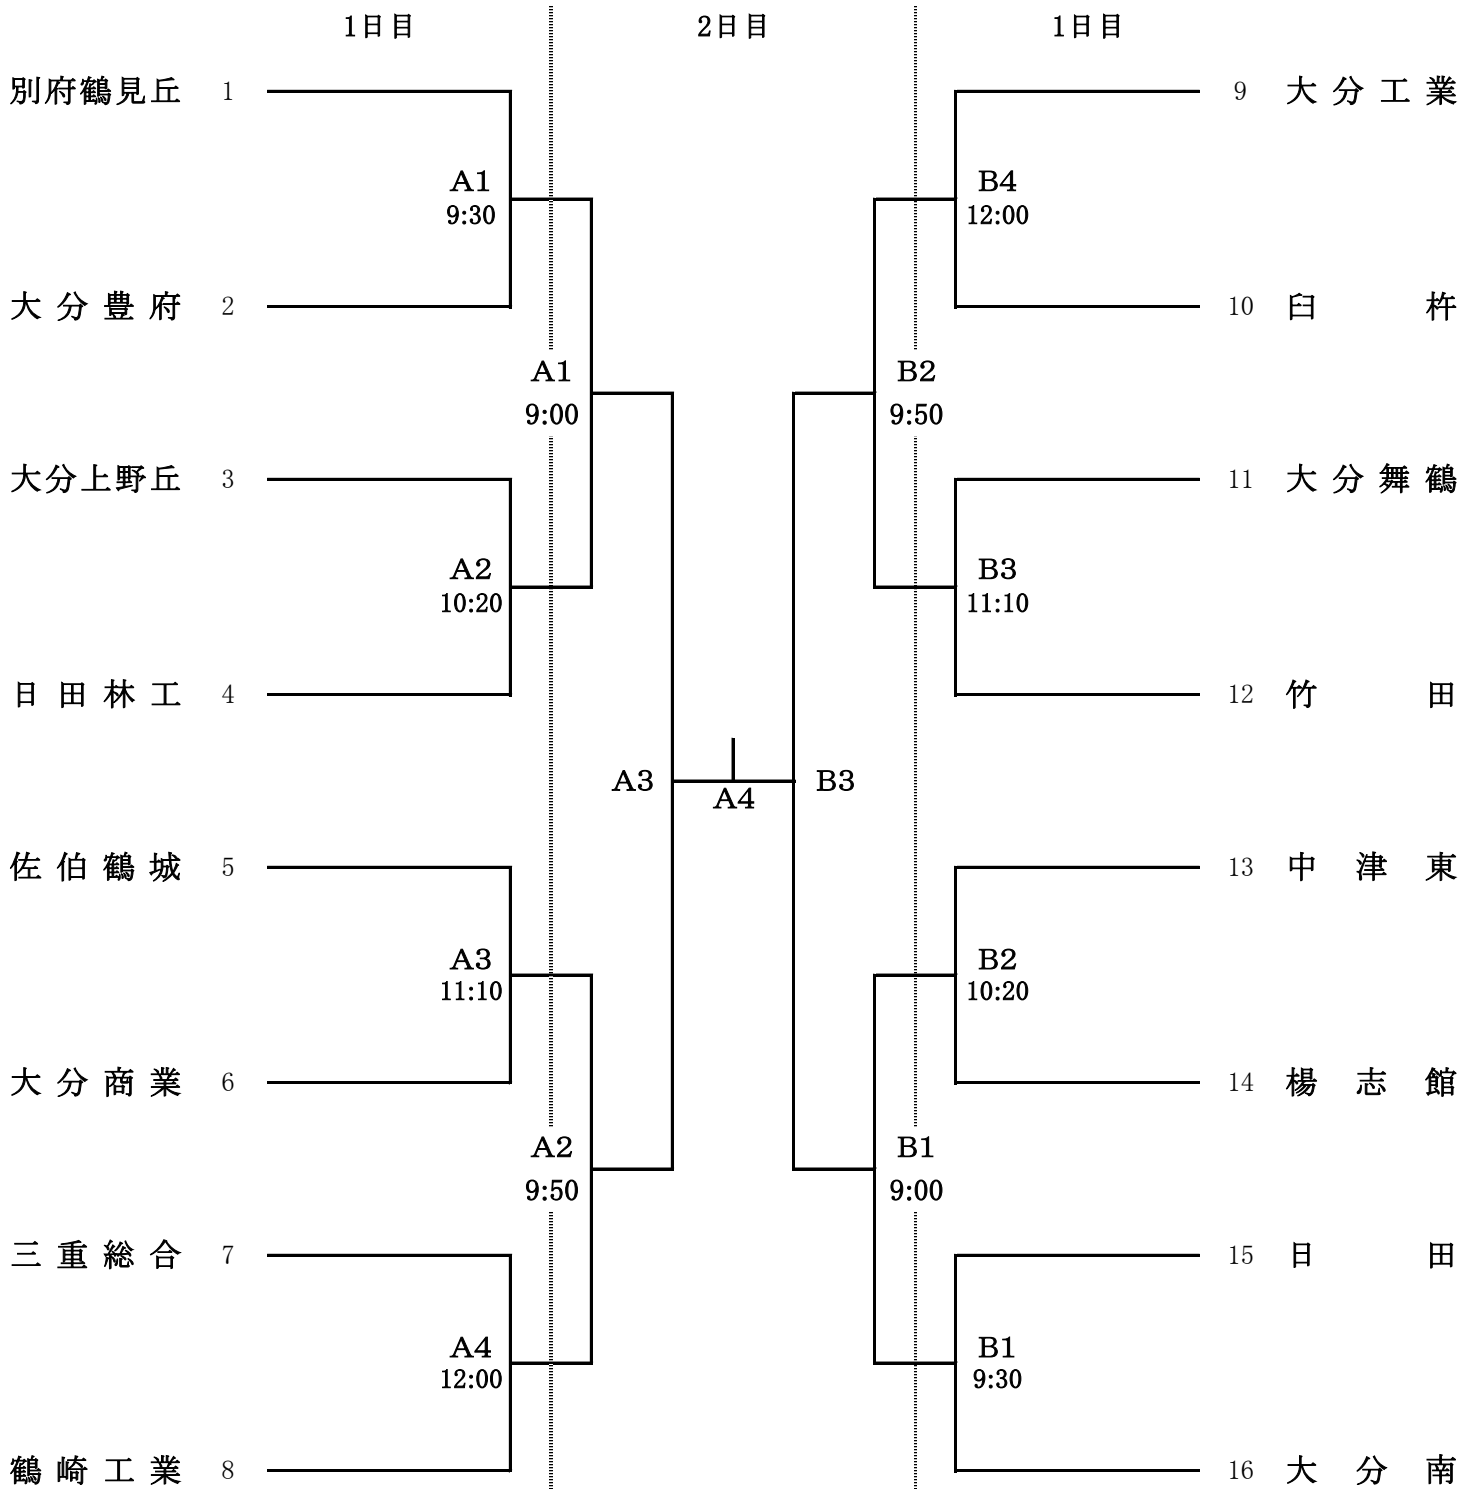 1日目 2日目 1日目
別府鶴見丘 1
9 大分工業
A1
9:30
B4
12:00
大分豊府 2
10 臼杵
A1
9:00
B2
9:50
大分上野丘 3
11 大分舞鶴
A2
10:20
B3
11:10
日田林工 4
12 竹田
A3
A4
B3
佐伯鶴城 5
13 中津東
A3
11:10
B2
10:20
大分商業 6
14 楊志館
A2
9:50
B1
9:00
三重総合 7
15 日田
A4
12:00
B1
9:30
鶴崎工業 8
16 大分南